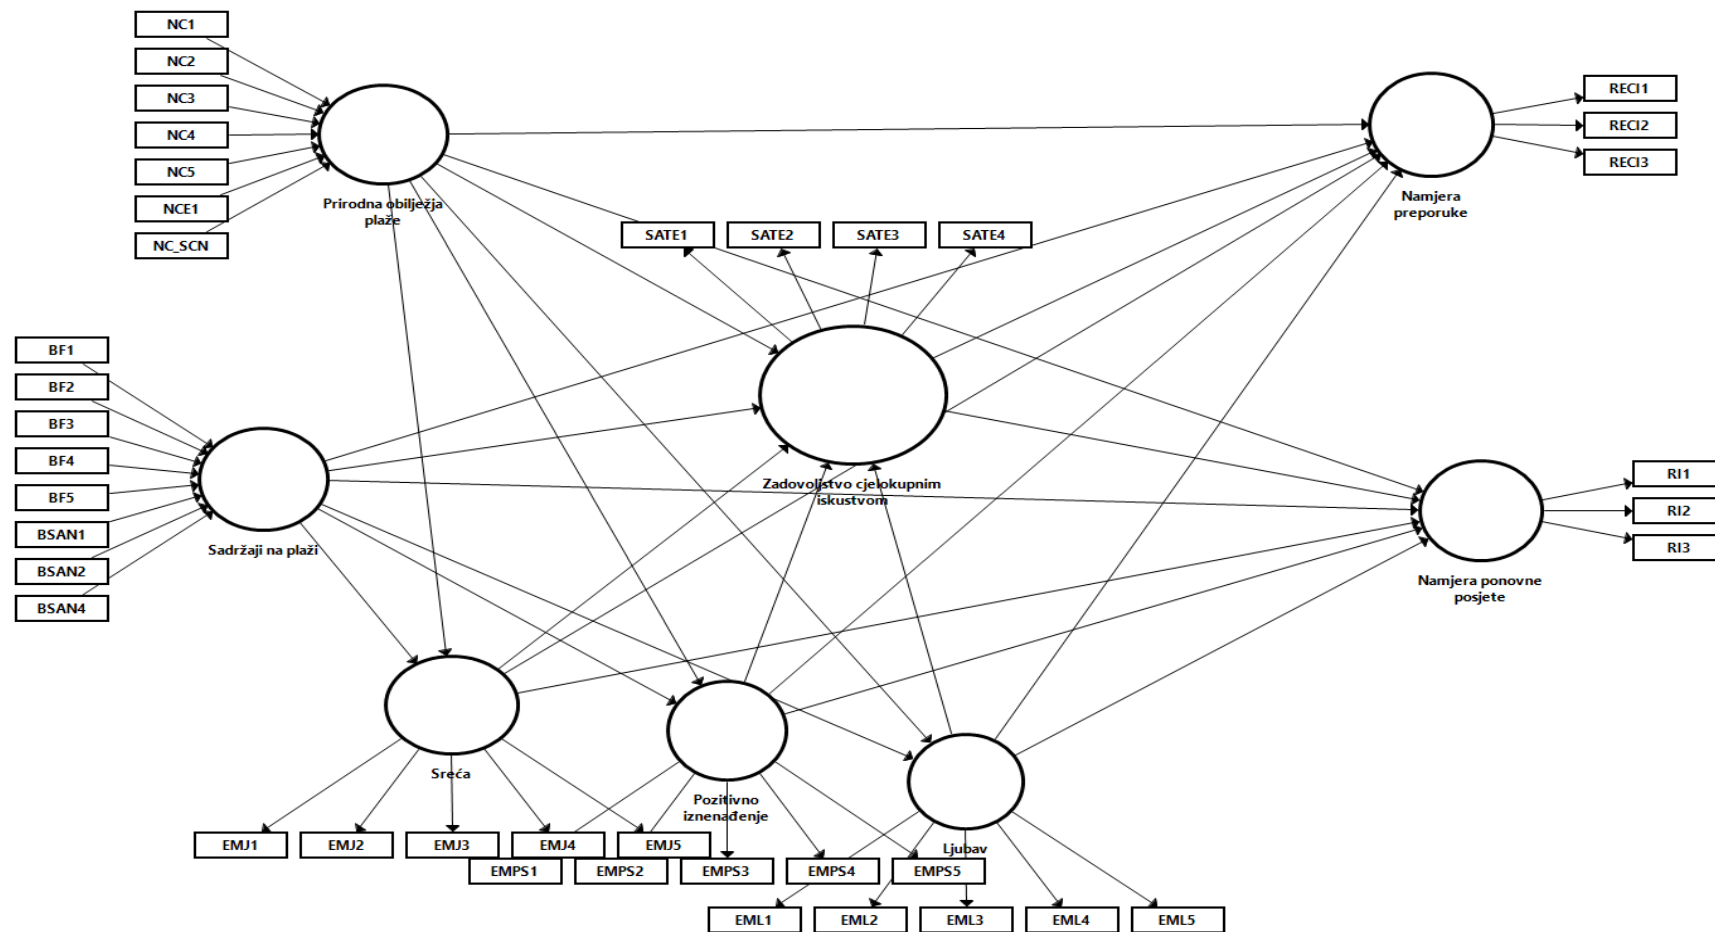 NC1
NC2
NC3
NC4
NC5
NCE1
NC_SCN
Prirodna obilježja
plaže
RECI1
RECI2
RECI3
Namjera
preporuke
SATE1
SATE2
SATE3
SATE4
Zadovoljstvo cjelokupnim
iskustvom
BF1
BF2
BF3
BF4
BF5
BSAN1
BSAN2
BSAN4
Sadržaji na plaži
RI1
RI2
RI3
Namjera ponovne
posjete
Sreća
Pozitivno
iznenađenje
Ljubav
EMJ1
EMJ2
EMJ3
EMJ4
EMJ5
EMPS1
EMPS2
EMPS3
EMPS4
EMPS5
EML1
EML2
EML3
EML4
EML5